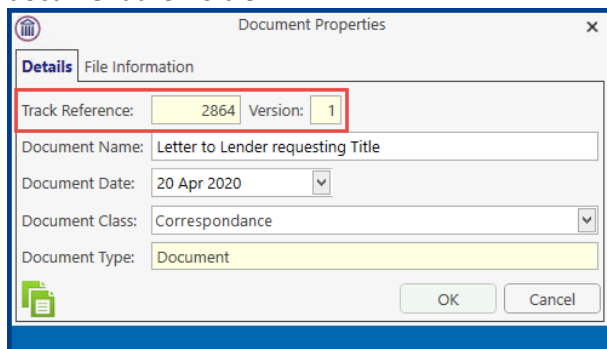 Document Properties
Details File Information
Track Reference: 2864 Version: 1
Document Name: Letter to Lender requesting Title
Document Date: 20 Apr 2020
Document Class: Correspondance
Document Type: Document
OK Cancel